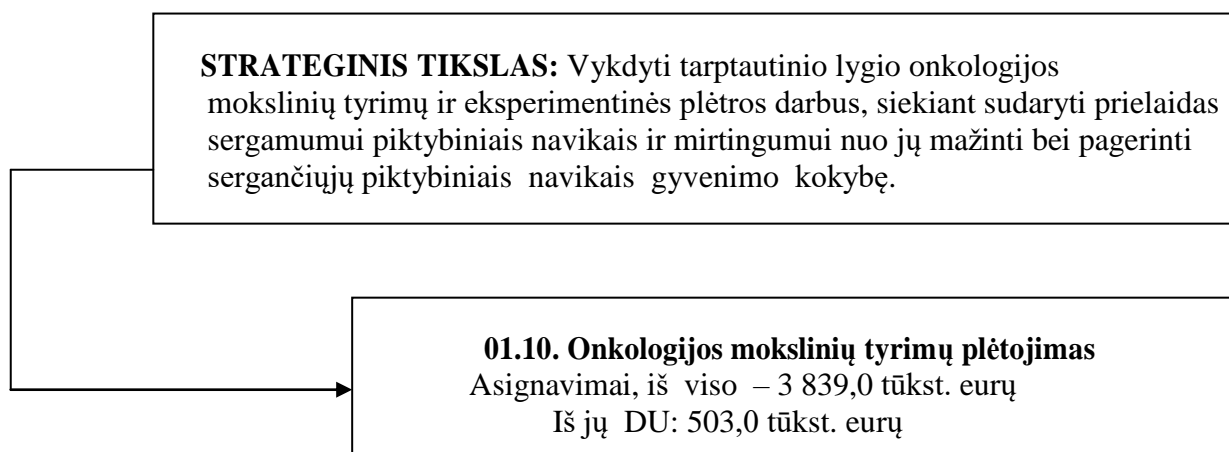 STRATEGINIS TIKSLAS: Vykdyti tarptautinio lygio onkologijos
mokslinių tyrimų ir eksperimentinės plėtros darbus, siekiant sudaryti prielaidas
sergamumui piktybiniais navikais ir mirtingumui nuo jų mažinti bei pagerinti
sergančiųjų piktybiniais navikais gyvenimo kokybę.
01.10. Onkologijos mokslinių tyrimų plėtojimas
Asignavimai, iš viso – 3 839,0 tūkst. eurų
Iš jų DU: 503,0 tūkst. eurų